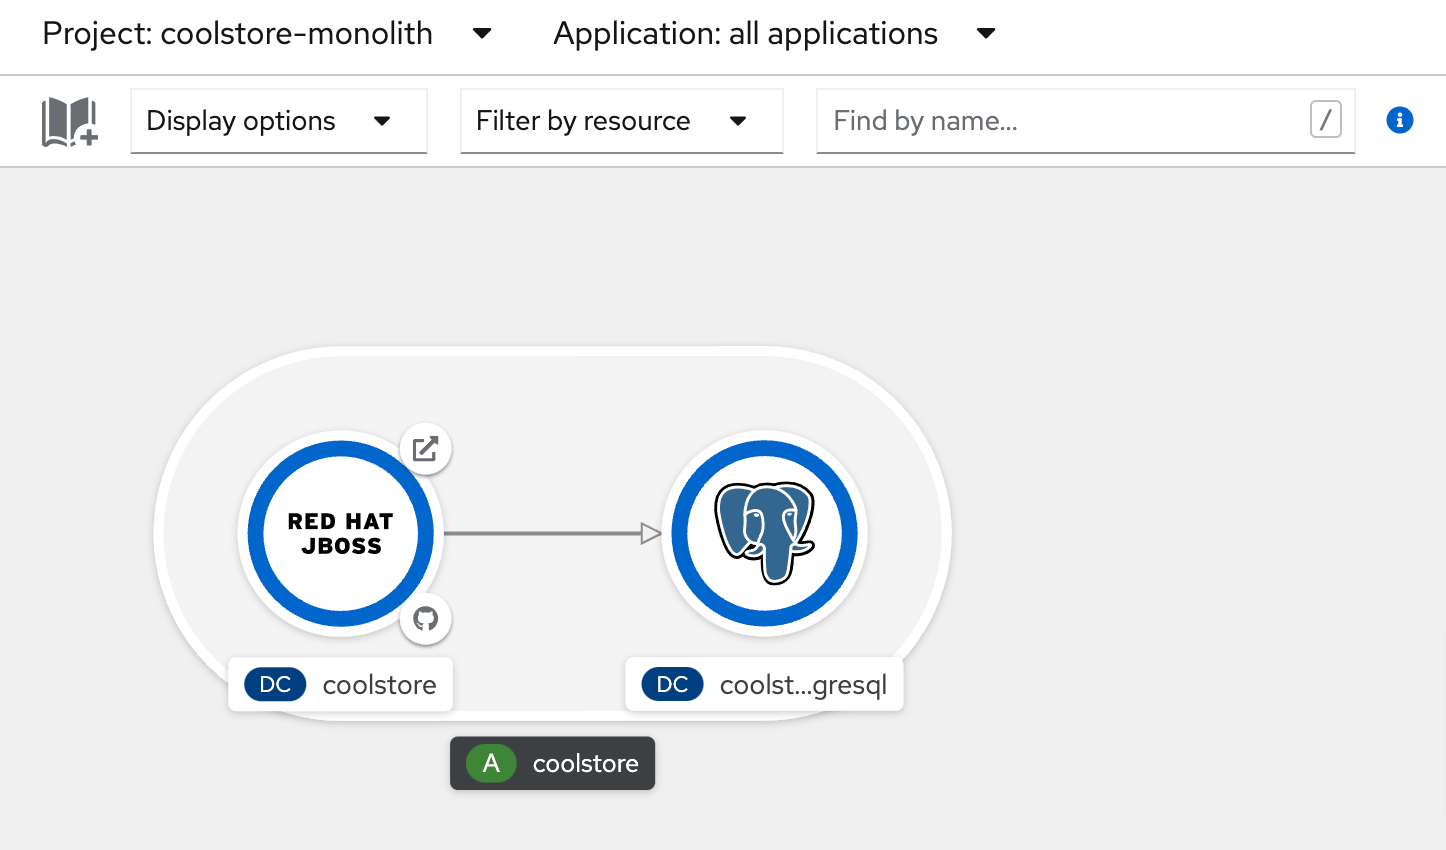 Project: coolstore-monolith
Application: all applications
Display options
Filter by resource
Find by name...
/
i
RED HAT
JBOSS
DC coolstore
DC coolst...gresql
A coolstore